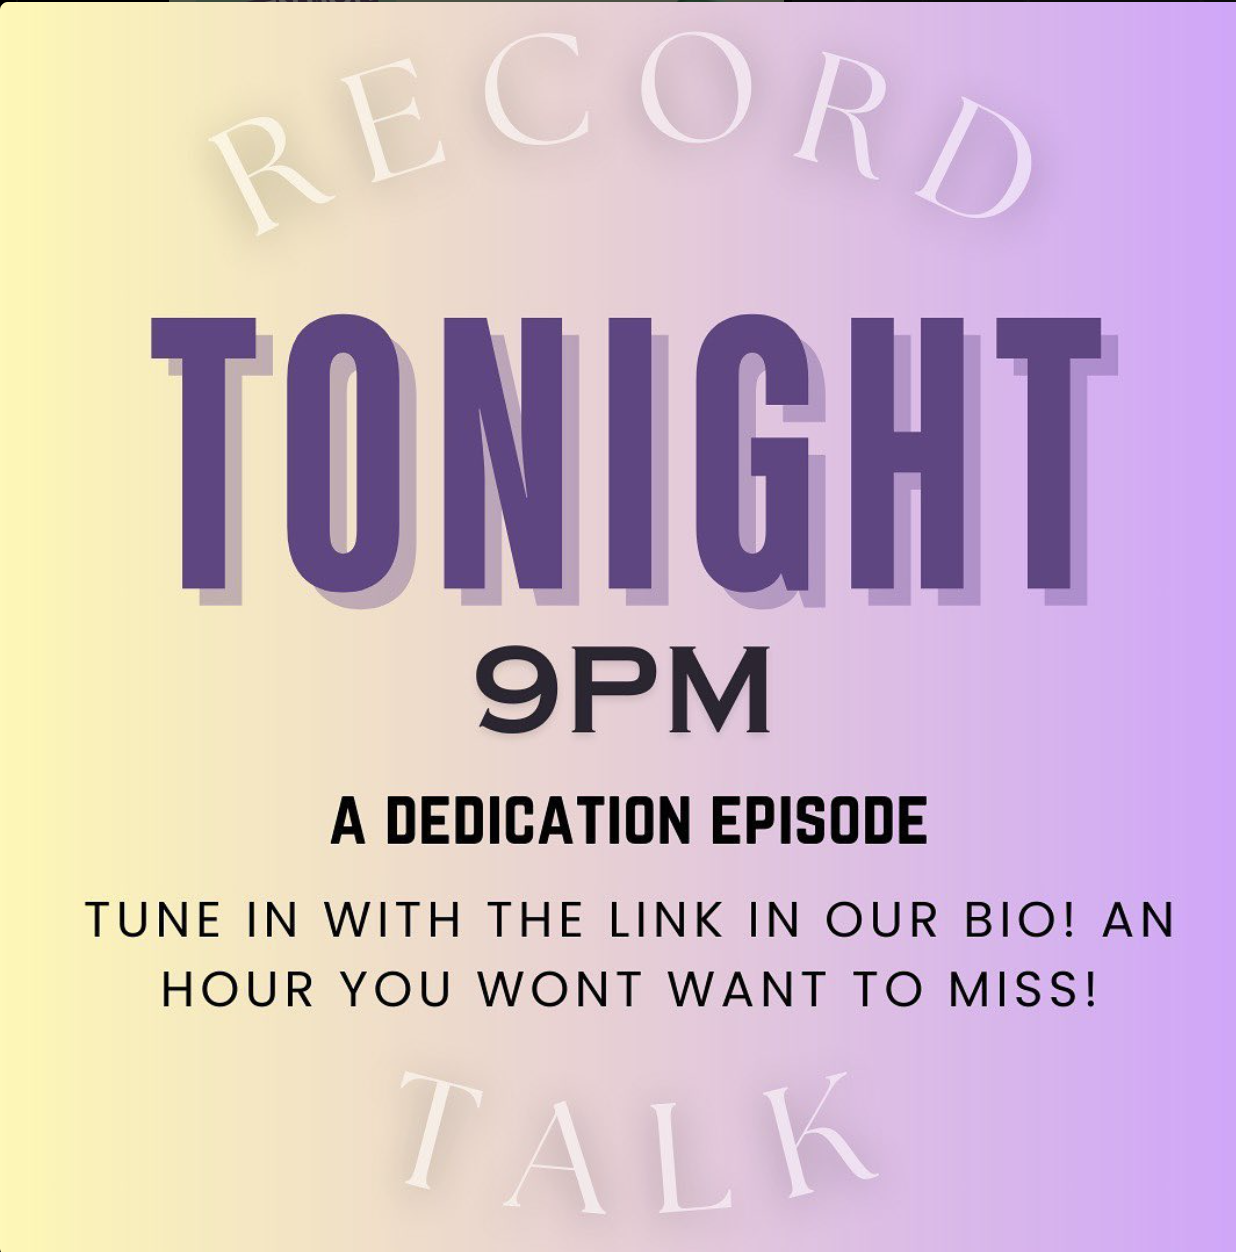 RECORD
TONIGHT
9PM
A DEDICATION EPISODE
TUNE IN WITH THE LINK IN OUR BIO! AN
HOUR YOU WONT WANT TO MISS!
TALK